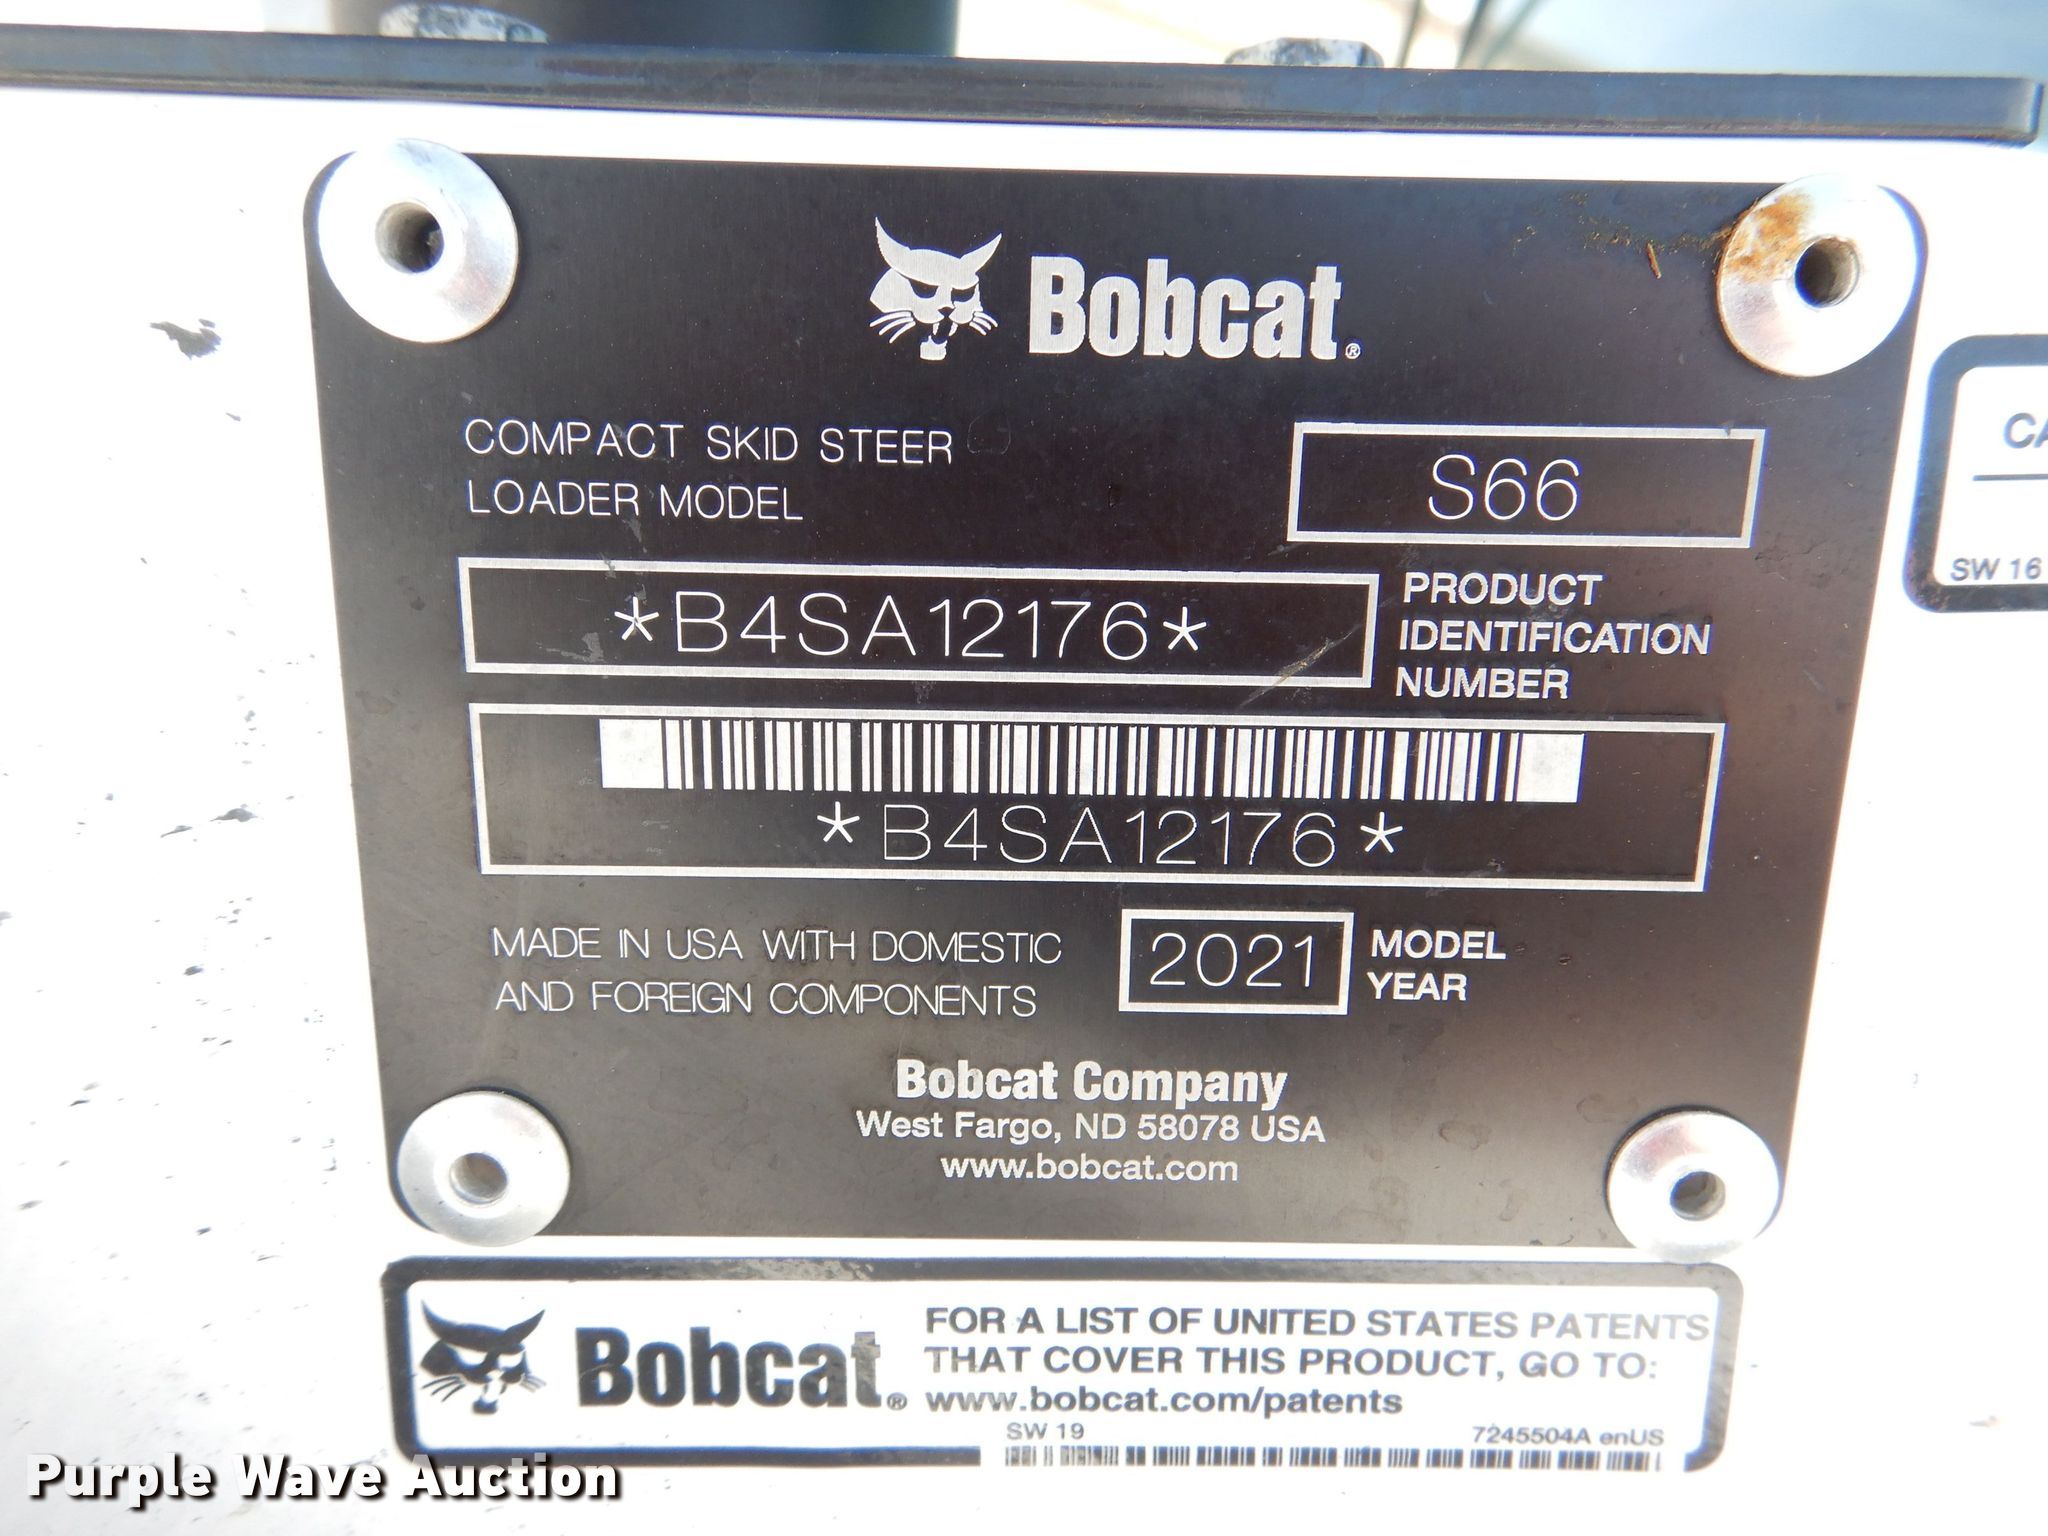 Bobcat®
COMPACT SKID STEER
LOADER MODEL
S66
*B4SA12176*
PRODUCT
IDENTIFICATION
NUMBER
*B4SA12176*
MADE IN USA WITH DOMESTIC
AND FOREIGN COMPONENTS
2021
MODEL
YEAR
Bobcat Company
West Fargo, ND 58078 USA
www.bobcat.com
Bobcat®
FOR A LIST OF UNITED STATES PATENTS
THAT COVER THIS PRODUCT, GO TO:
www.bobcat.com/patents
SW 19
7245504A enUS
SW 16
Purple Wave Auction